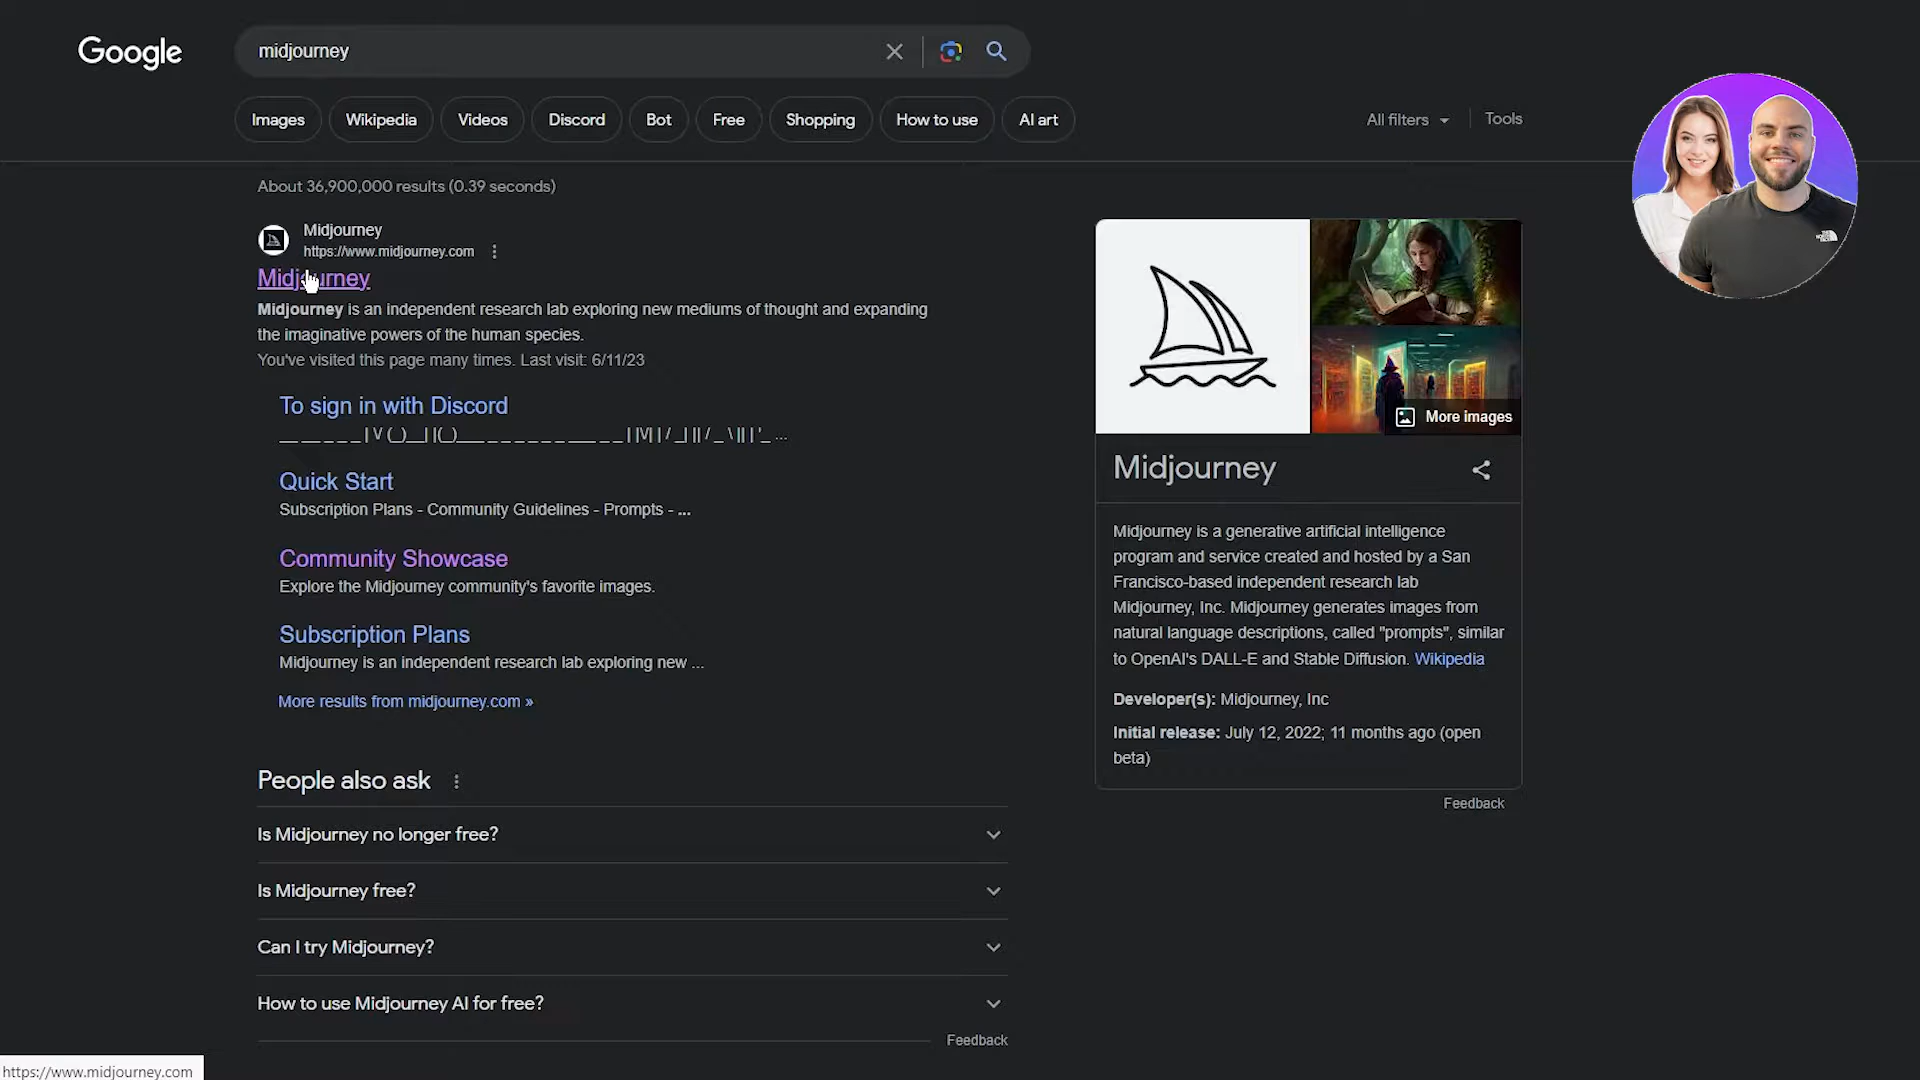 Google
midjourney
Images
Wikipedia
Videos
Discord
Bot
Free
Shopping
How to use
AI art
All filters
Tools
About 36,900,000 results (0.39 seconds)
Midjourney
https://www.midjourney.com
Midjourney
Midjourney is an independent research lab exploring new mediums of thought and expanding
the imaginative powers of the human species.
You've visited this page many times. Last visit: 6/11/23
To sign in with Discord
Quick Start
Subscription Plans - Community Guidelines - Prompts - ...
Community Showcase
Explore the Midjourney community's favorite images.
Subscription Plans
Midjourney is an independent research lab exploring new ...
More results from midjourney.com »
People also ask
Is Midjourney no longer free?
Is Midjourney free?
Can I try Midjourney?
How to use Midjourney AI for free?
Feedback
More images
Midjourney
Midjourney is a generative artificial intelligence
program and service created and hosted by a San
Francisco-based independent research lab
Midjourney, Inc. Midjourney generates images from
natural language descriptions, called "prompts", similar
to OpenAI's DALL-E and Stable Diffusion. Wikipedia
Developer(s): Midjourney, Inc
Initial release: July 12, 2022; 11 months ago (open
beta)
Feedback
https://www.midjourney.com